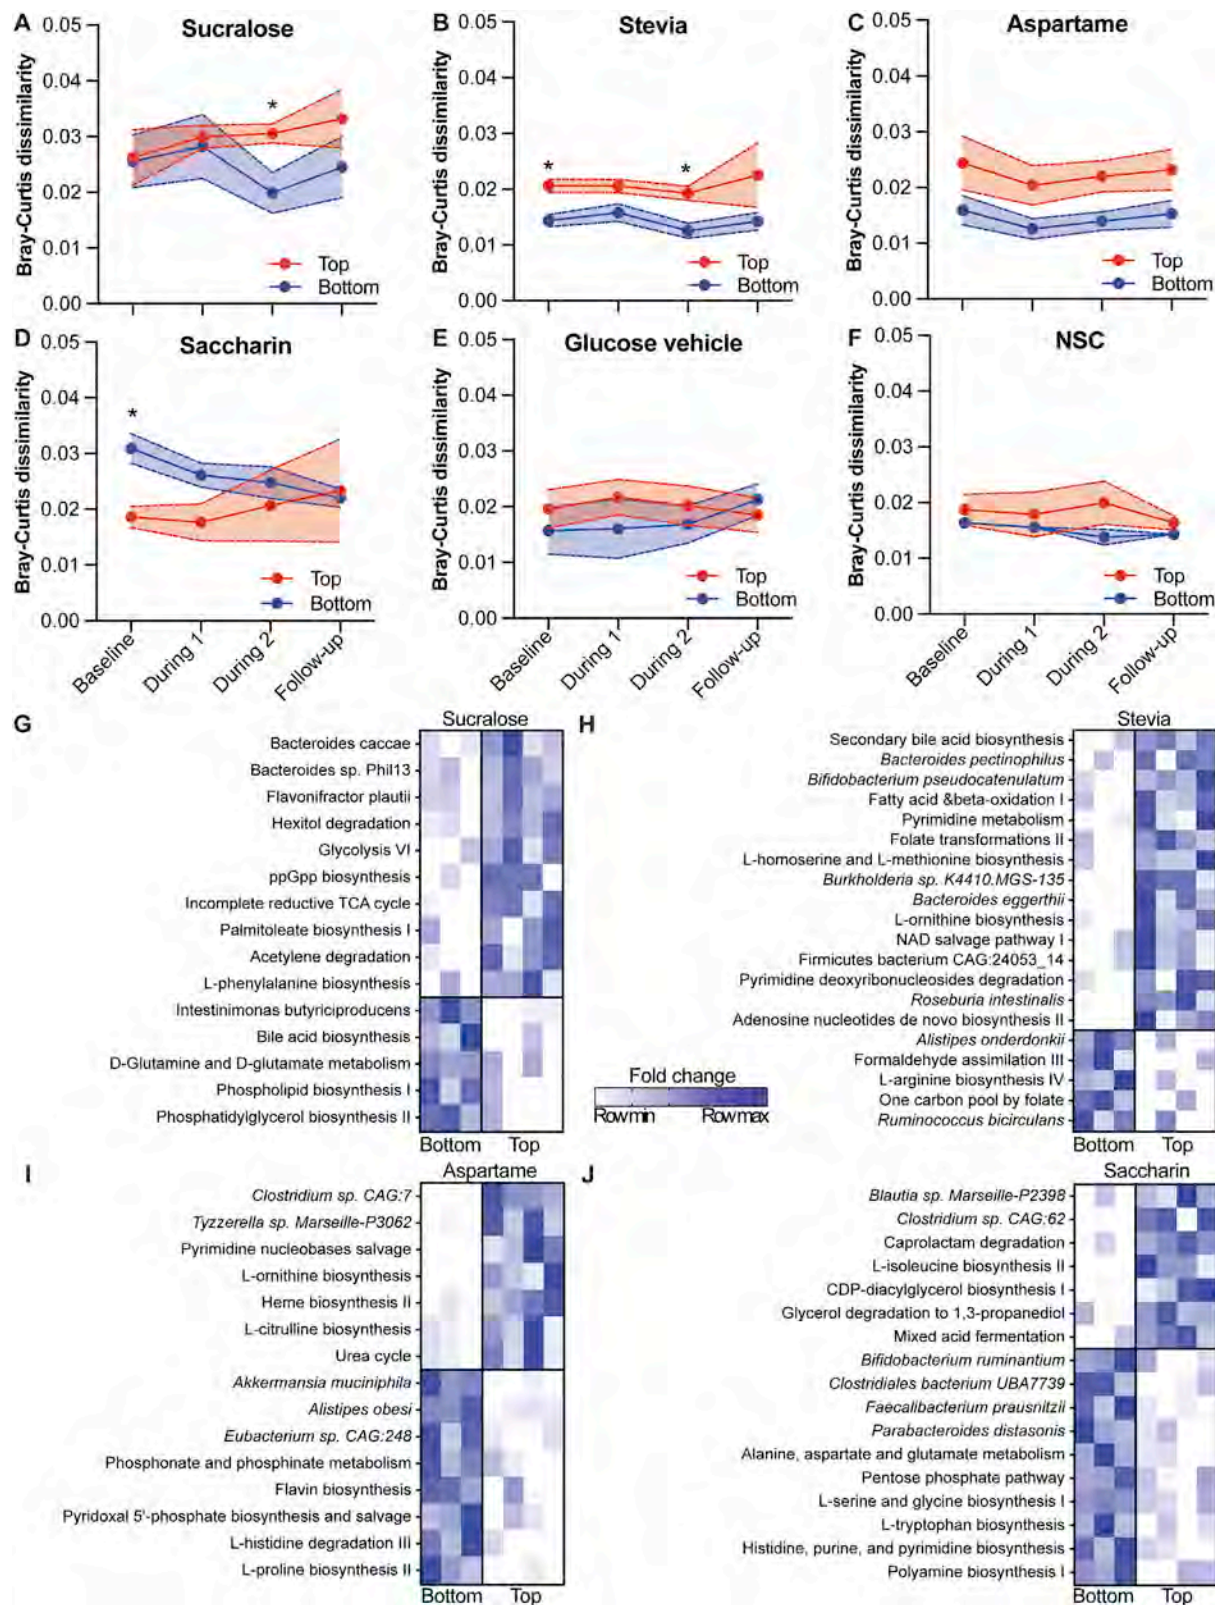 A
Sucralose
Bray-Curtis dissimilarity
0.05
0.04
0.03
0.02
0.01
0.00
*
Top
Bottom
B
Stevia
Bray-Curtis dissimilarity
0.05
0.04
0.03
0.02
0.01
0.00
*
*
Top
Bottom
C
Aspartame
Bray-Curtis dissimilarity
0.05
0.04
0.03
0.02
0.01
0.00
Top
Bottom
D
Saccharin
Bray-Curtis dissimilarity
0.05
0.04
0.03
0.02
0.01
0.00
*
Top
Bottom
Baseline
During 1
During 2
Follow-up
E
Glucose vehicle
Bray-Curtis dissimilarity
0.05
0.04
0.03
0.02
0.01
0.00
Top
Bottom
Baseline
During 1
During 2
Follow-up
F
NSC
Bray-Curtis dissimilarity
0.05
0.04
0.03
0.02
0.01
0.00
Top
Bottom
Baseline
During 1
During 2
Follow-up
G
Sucralose
Bacteroides caccae
Bacteroides sp. Phil13
Flavonifractor plautii
Hexitol degradation
Glycolysis VI
ppGpp biosynthesis
Incomplete reductive TCA cycle
Palmitoleate biosynthesis I
Acetylene degradation
L-phenylalanine biosynthesis
Intestinimonas butyriciproducens
Bile acid biosynthesis
D-Glutamine and D-glutamate metabolism
Phospholipid biosynthesis I
Phosphatidylglycerol biosynthesis II
Bottom Top
Fold change
Row min Row max
H
Stevia
Secondary bile acid biosynthesis
Bacteroides pectinophilus
Bifidobacterium pseudocatenulatum
Fatty acid &beta-oxidation I
Pyrimidine metabolism
Folate transformations II
L-homoserine and L-methionine biosynthesis
Burkholderia sp. K4410.MGS-135
Bacteroides eggerthii
L-ornithine biosynthesis
NAD salvage pathway I
Firmicutes bacterium CAG:24053_14
Pyrimidine deoxyribonucleosides degradation
Roseburia intestinalis
Adenosine nucleotides de novo biosynthesis II
Alistipes onderdonkii
Formaldehyde assimilation III
L-arginine biosynthesis IV
One carbon pool by folate
Ruminococcus bicirculans
Bottom Top
I
Aspartame
Clostridium sp. CAG:7
Tyzzerella sp. Marseille-P3062
Pyrimidine nucleobases salvage
L-ornithine biosynthesis
Heme biosynthesis II
L-citrulline biosynthesis
Urea cycle
Akkermansia muciniphila
Alistipes obesi
Eubacterium sp. CAG:248
Phosphonate and phosphinate metabolism
Flavin biosynthesis
Pyridoxal 5'-phosphate biosynthesis and salvage
L-histidine degradation III
L-proline biosynthesis II
Bottom Top
J
Saccharin
Blautia sp. Marseille-P2398
Clostridium sp. CAG:62
Caprolactam degradation
L-isoleucine biosynthesis II
CDP-diacylglycerol biosynthesis I
Glycerol degradation to 1,3-propanediol
Mixed acid fermentation
Bifidobacterium ruminantium
Clostridiales bacterium UBA7739
Faecalibacterium prausnitzii
Parabacteroides distasonis
Alanine, aspartate and glutamate metabolism
Pentose phosphate pathway
L-serine and glycine biosynthesis I
L-tryptophan biosynthesis
Histidine, purine, and pyrimidine biosynthesis
Polyamine biosynthesis I
Bottom Top